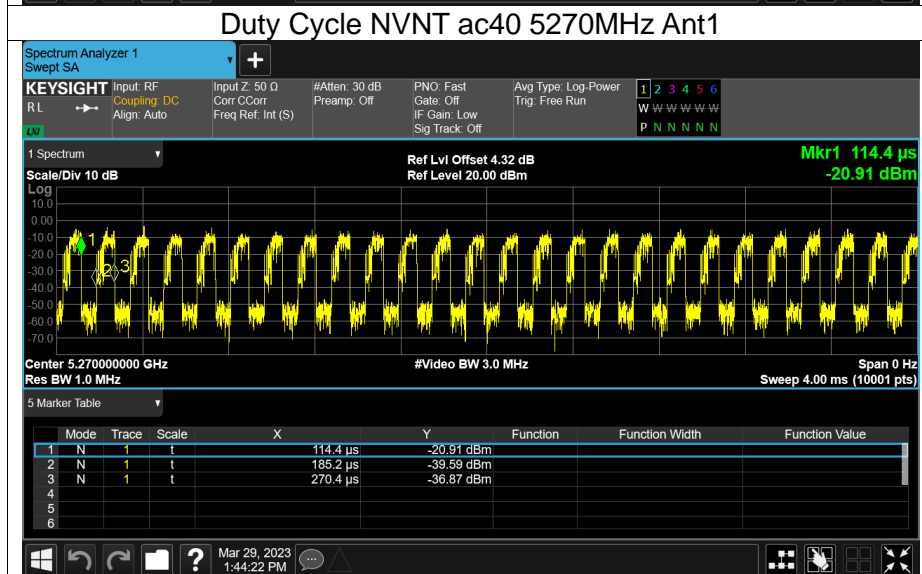 Duty Cycle NVNT ac40 5270MHz Ant1
Spectrum Analyzer 1
Swept SA
+
KEYSIGHT Input: RF Input Z: 50 Ω #Atten: 30 dB PNO: Fast Avg Type: Log-Power 1 2 3 4 5 6
R L Coupling: DC Corr CCorr Preamp: Off Gate: Off Trig: Free Run W W W W W W
Align: Auto Freq Ref: Int (S) IF Gain: Low
LXI Sig Track: Off P N N N N N
1 Spectrum Ref Lvl Offset 4.32 dB Mkr1 114.4 µs
Scale/Div 10 dB Ref Level 20.00 dBm -20.91 dBm
Log
10.0
0.00
-10.0 1
-20.0
-30.0 2 3
-40.0
-50.0
-60.0
-70.0
Center 5.270000000 GHz #Video BW 3.0 MHz Span 0 Hz
Res BW 1.0 MHz Sweep 4.00 ms (10001 pts)
5 Marker Table
Mode Trace Scale X Y Function Function Width Function Value
1 N 1 t 114.4 µs -20.91 dBm
2 N 1 t 185.2 µs -39.59 dBm
3 N 1 t 270.4 µs -36.87 dBm
4
5
6
? Mar 29, 2023
1:44:22 PM